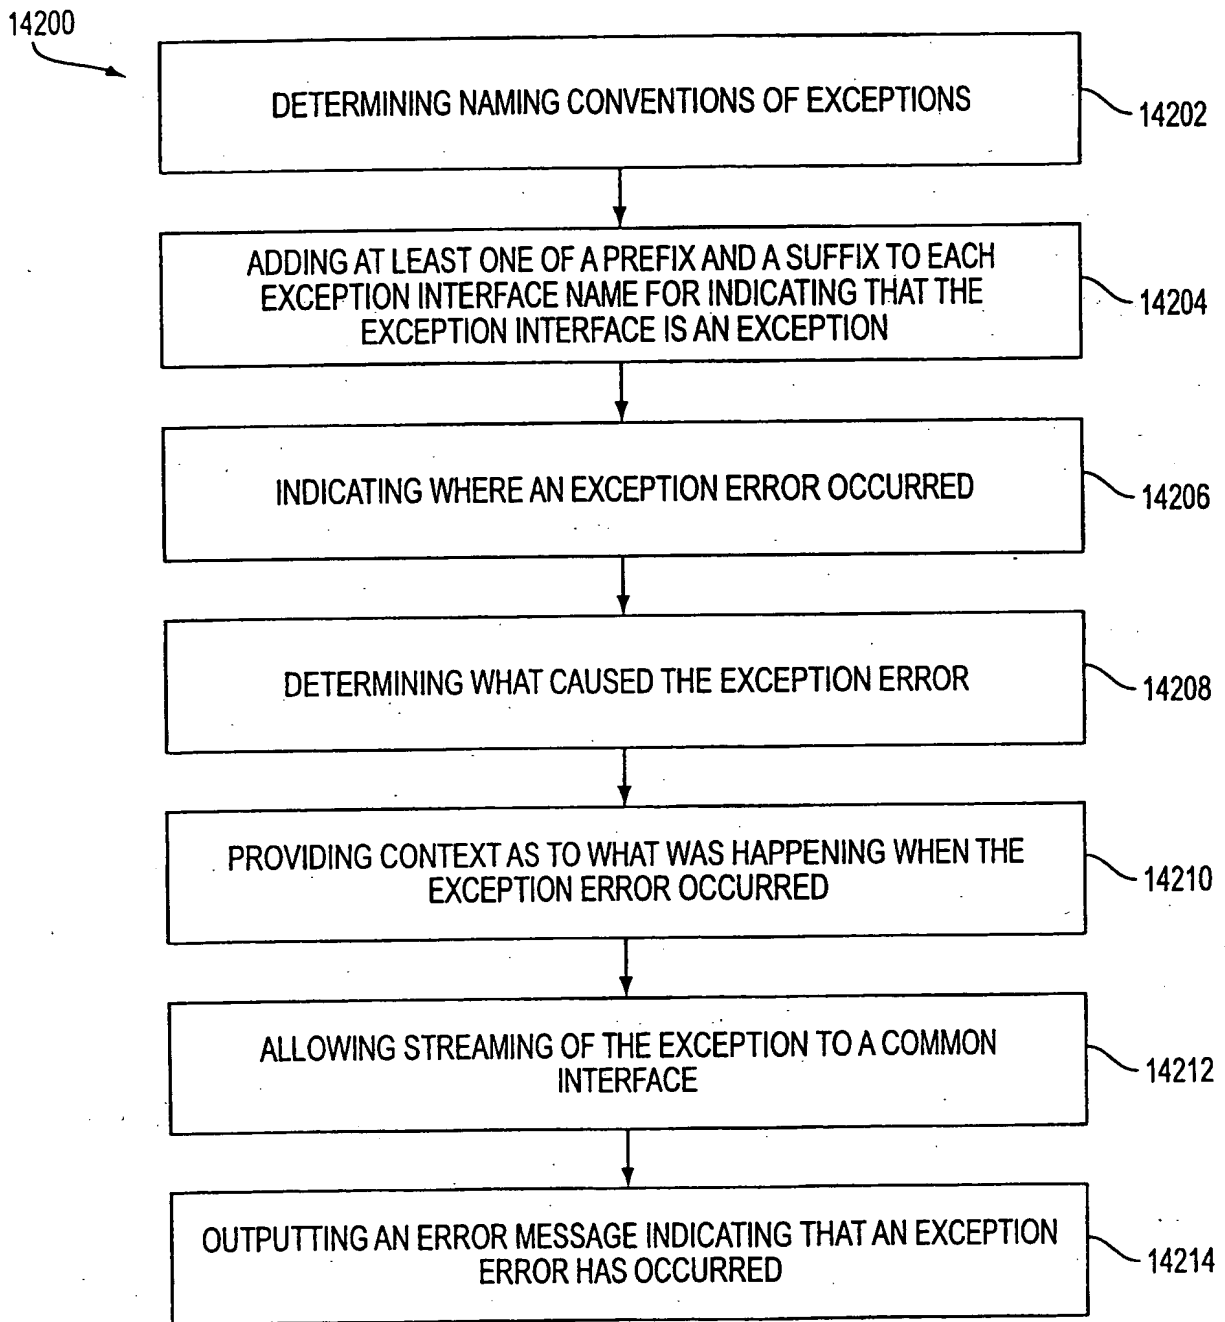 14200
DETERMINING NAMING CONVENTIONS OF EXCEPTIONS
14202
ADDING AT LEAST ONE OF A PREFIX AND A SUFFIX TO EACH
EXCEPTION INTERFACE NAME FOR INDICATING THAT THE
EXCEPTION INTERFACE IS AN EXCEPTION
14204
INDICATING WHERE AN EXCEPTION ERROR OCCURRED
14206
DETERMINING WHAT CAUSED THE EXCEPTION ERROR
14208
PROVIDING CONTEXT AS TO WHAT WAS HAPPENING WHEN THE
EXCEPTION ERROR OCCURRED
14210
ALLOWING STREAMING OF THE EXCEPTION TO A COMMON
INTERFACE
14212
OUTPUTTING AN ERROR MESSAGE INDICATING THAT AN EXCEPTION
ERROR HAS OCCURRED
14214